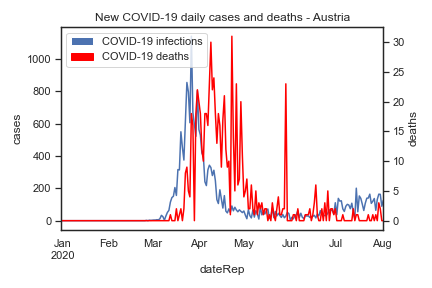 New COVID-19 daily cases and deaths - Austria
COVID-19 infections
COVID-19 deaths
1000
800
600
400
200
0
cases
30
25
20
15
10
5
0
deaths
Jan Feb Mar Apr May Jun Jul Aug
2020
dateRep